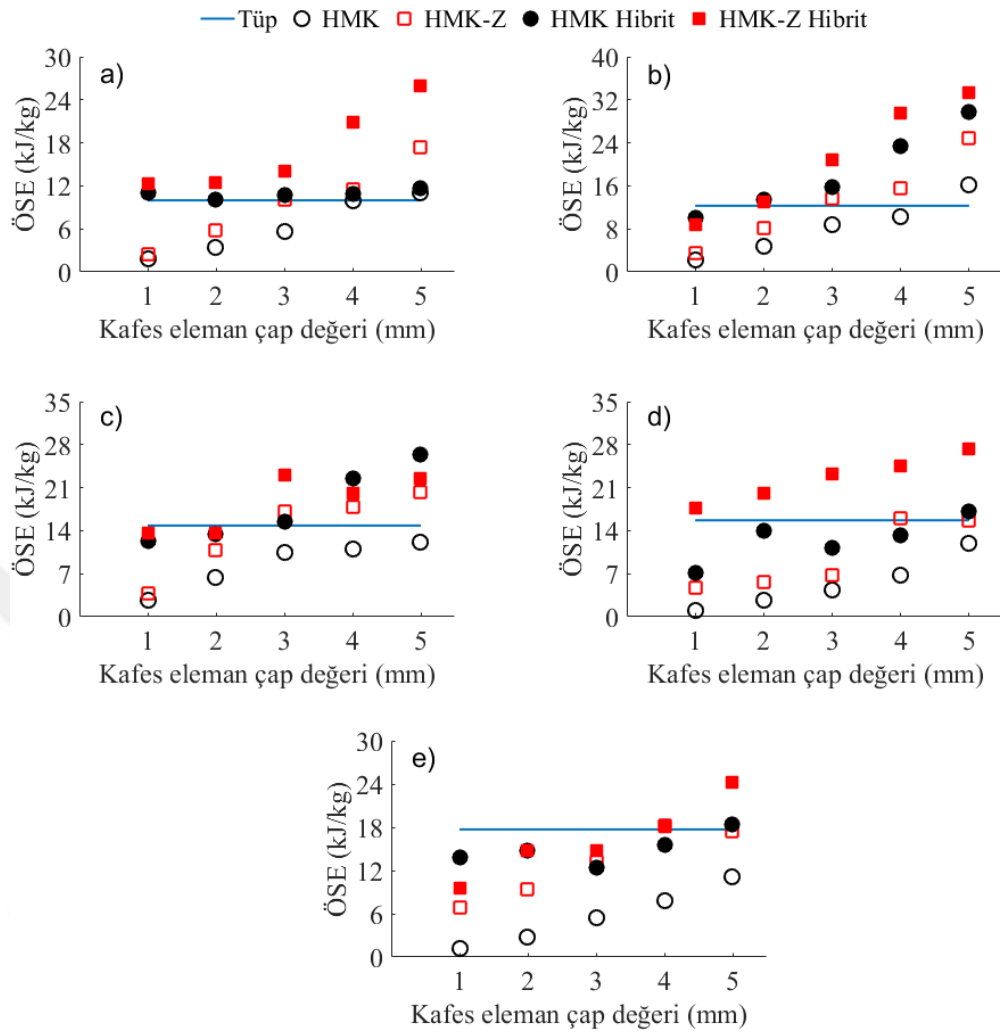 Tüp HMK HMK-Z HMK Hibrit HMK-Z Hibrit
a)
ÖSE (kJ/kg)
30
24
18
12
6
0
1 2 3 4 5
Kafes eleman çap değeri (mm)
b)
ÖSE (kJ/kg)
40
32
24
16
8
0
1 2 3 4 5
Kafes eleman çap değeri (mm)
c)
ÖSE (kJ/kg)
35
28
21
14
7
0
1 2 3 4 5
Kafes eleman çap değeri (mm)
d)
ÖSE (kJ/kg)
35
28
21
14
7
0
1 2 3 4 5
Kafes eleman çap değeri (mm)
e)
ÖSE (kJ/kg)
30
24
18
12
6
0
1 2 3 4 5
Kafes eleman çap değeri (mm)